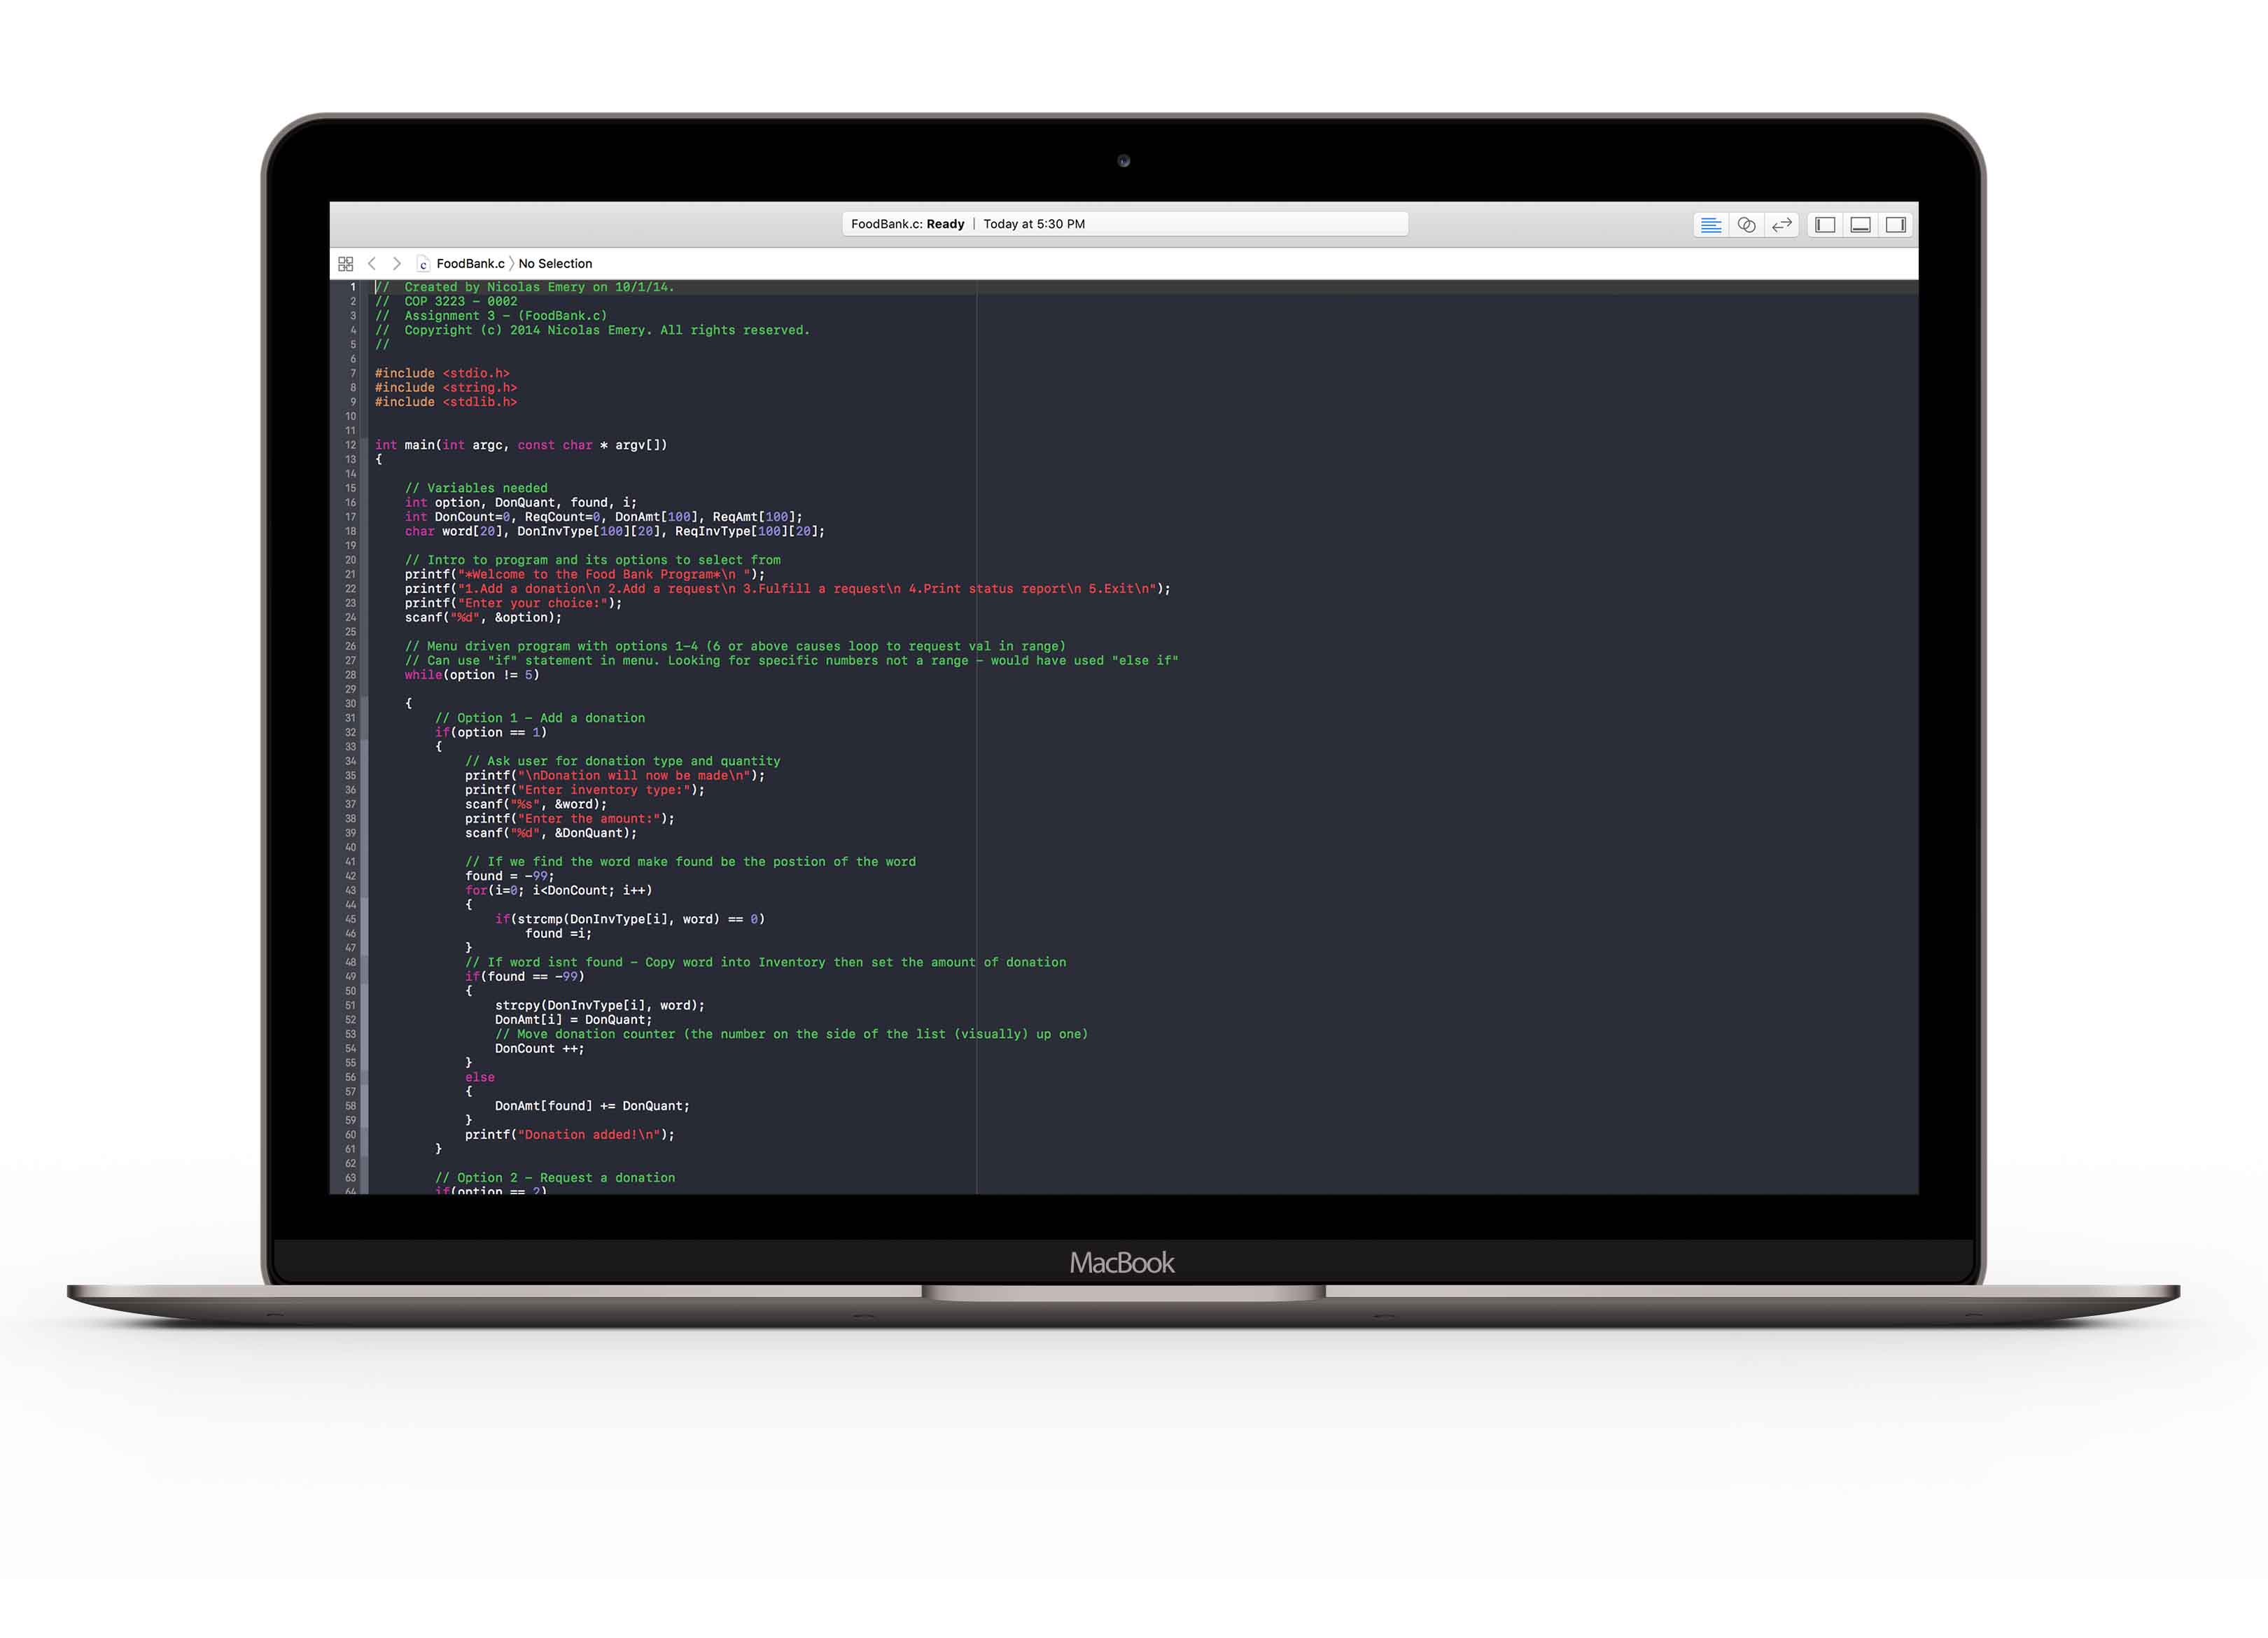 FoodBank.c: Ready | Today at 5:30 PM
c FoodBank.c 〉 No Selection
1 //  Created by Nicolas Emery on 10/1/14.
2 //  COP 3223 – 0002
3 //  Assignment 3 – (FoodBank.c)
4 //  Copyright (c) 2014 Nicolas Emery. All rights reserved.
5 //
6
7 #include <stdio.h>
8 #include <string.h>
9 #include <stdlib.h>
10
11
12 int main(int argc, const char * argv[])
13 {
14
15     // Variables needed
16     int option, DonQuant, found, i;
17     int DonCount=0, ReqCount=0, DonAmt[100], ReqAmt[100];
18     char word[20], DonInvType[100][20], ReqInvType[100][20];
19
20     // Intro to program and its options to select from
21     printf("*Welcome to the Food Bank Program*\n ");
22     printf("1.Add a donation\n 2.Add a request\n 3.Fulfill a request\n 4.Print status report\n 5.Exit\n");
23     printf("Enter your choice:");
24     scanf("%d", &option);
25
26     // Menu driven program with options 1–4 (6 or above causes loop to request val in range)
27     // Can use "if" statement in menu. Looking for specific numbers not a range – would have used "else if"
28     while(option != 5)
29
30     {
31         // Option 1 – Add a donation
32         if(option == 1)
33         {
34             // Ask user for donation type and quantity
35             printf("\nDonation will now be made\n");
36             printf("Enter inventory type:");
37             scanf("%s", &word);
38             printf("Enter the amount:");
39             scanf("%d", &DonQuant);
40
41             // If we find the word make found be the postion of the word
42             found = -99;
43             for(i=0; i<DonCount; i++)
44             {
45                 if(strcmp(DonInvType[i], word) == 0)
46                     found =i;
47             }
48             // If word isnt found – Copy word into Inventory then set the amount of donation
49             if(found == -99)
50             {
51                 strcpy(DonInvType[i], word);
52                 DonAmt[i] = DonQuant;
53                 // Move donation counter (the number on the side of the list (visually) up one)
54                 DonCount ++;
55             }
56             else
57             {
58                 DonAmt[found] += DonQuant;
59             }
60             printf("Donation added!\n");
61         }
62
63         // Option 2 – Request a donation
64         if(option == 2)
MacBook